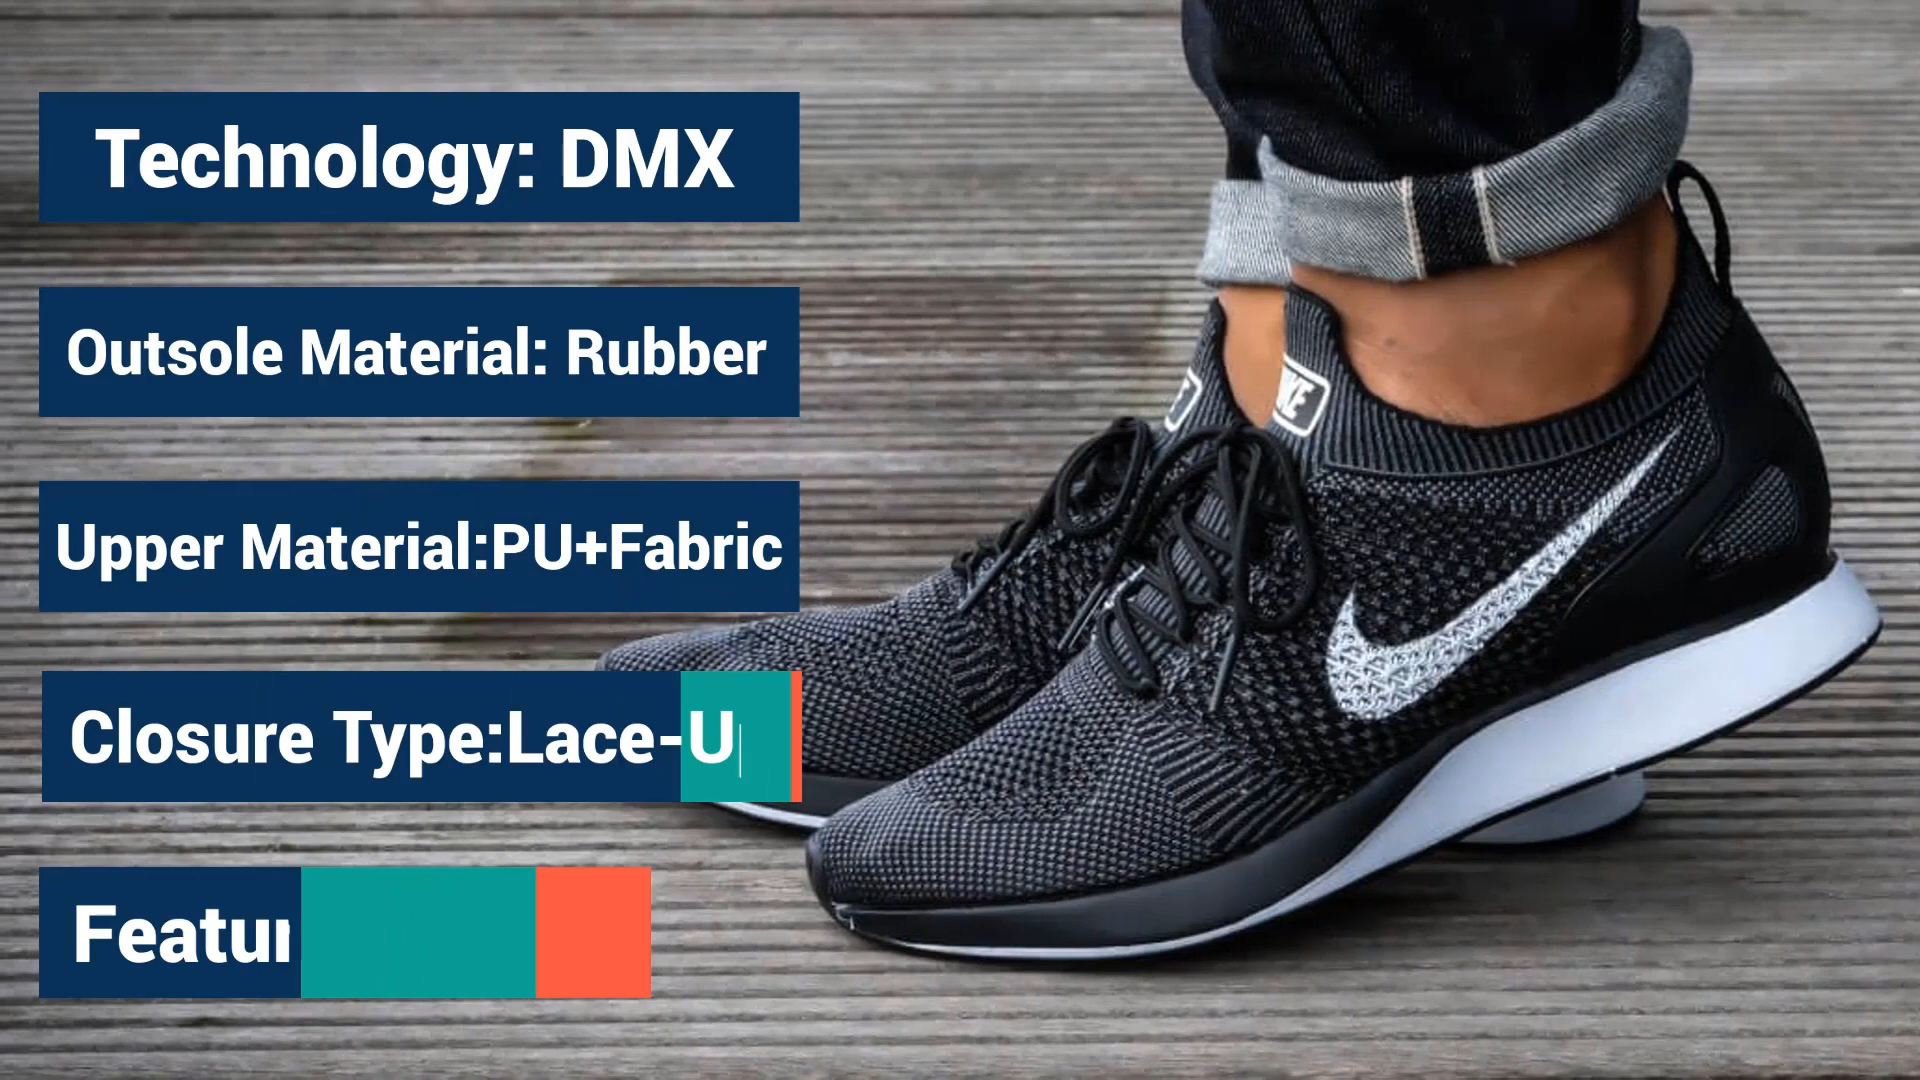 Technology: DMX
Outsole Material: Rubber
Upper Material:PU+Fabric
Closure Type:Lace-U
Featu